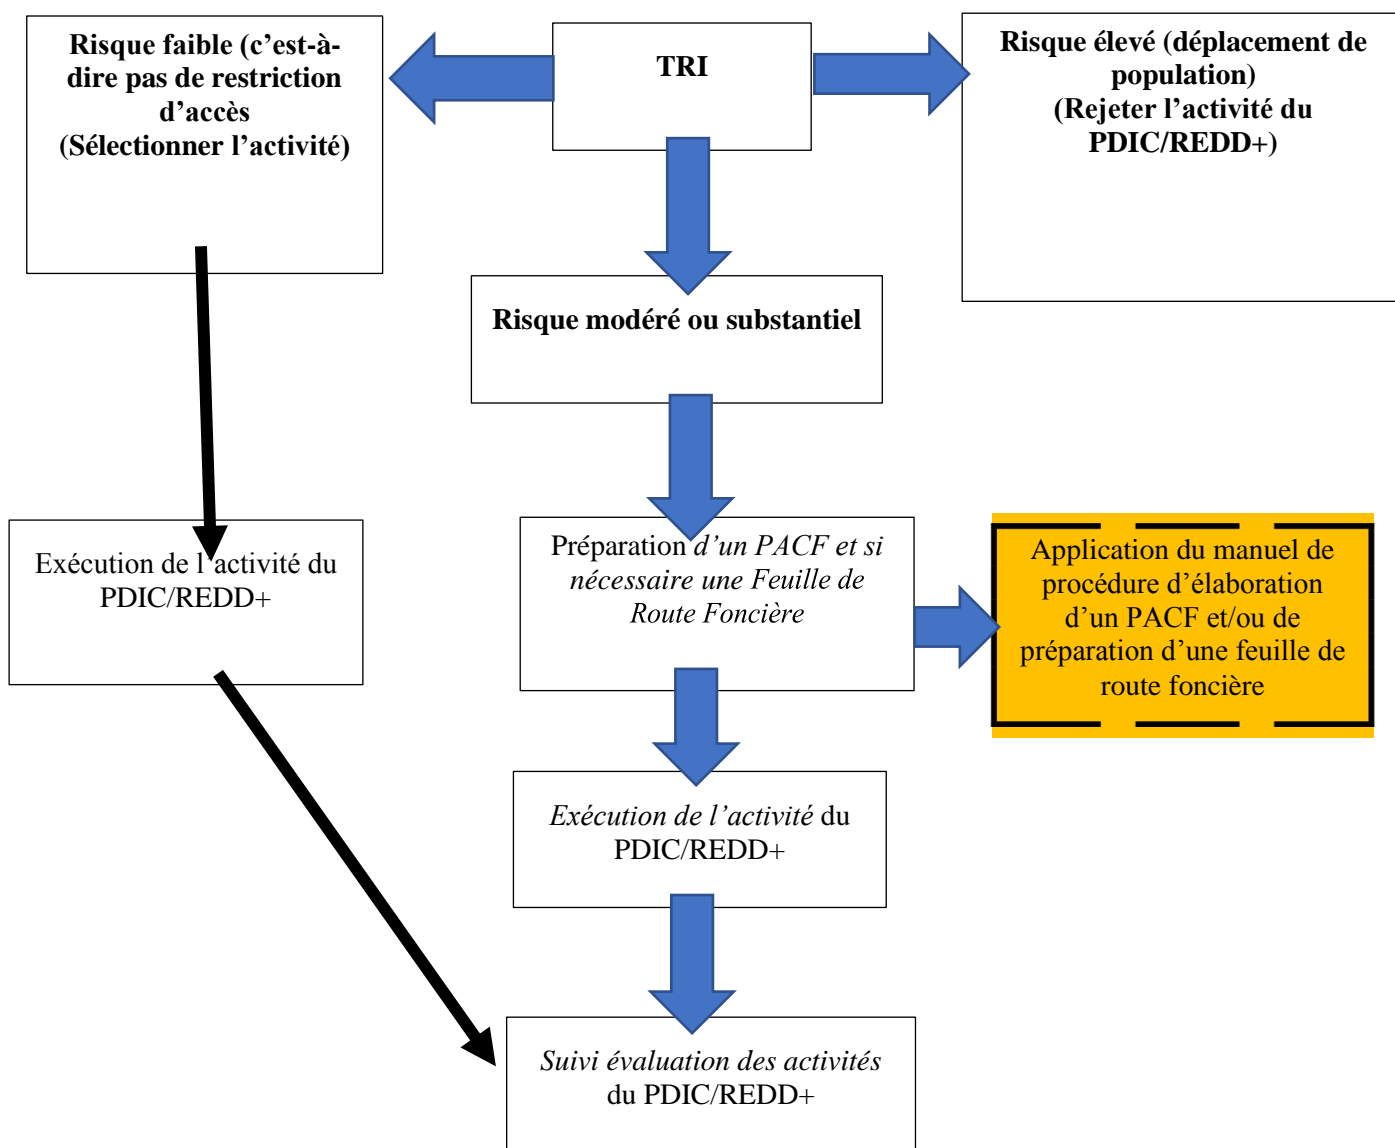 Risque faible (c’est-à-
dire pas de restriction
d’accès
(Sélectionner l’activité)
TRI
Risque élevé (déplacement de
population)
(Rejeter l’activité du
PDIC/REDD+)
Risque modéré ou substantiel
Exécution de l’activité du
PDIC/REDD+
Préparation d’un PACF et si
nécessaire une Feuille de
Route Foncière
Application du manuel de
procédure d’élaboration
d’un PACF et/ou de
préparation d’une feuille de
route foncière
Exécution de l’activité du
PDIC/REDD+
Suivi évaluation des activités
du PDIC/REDD+